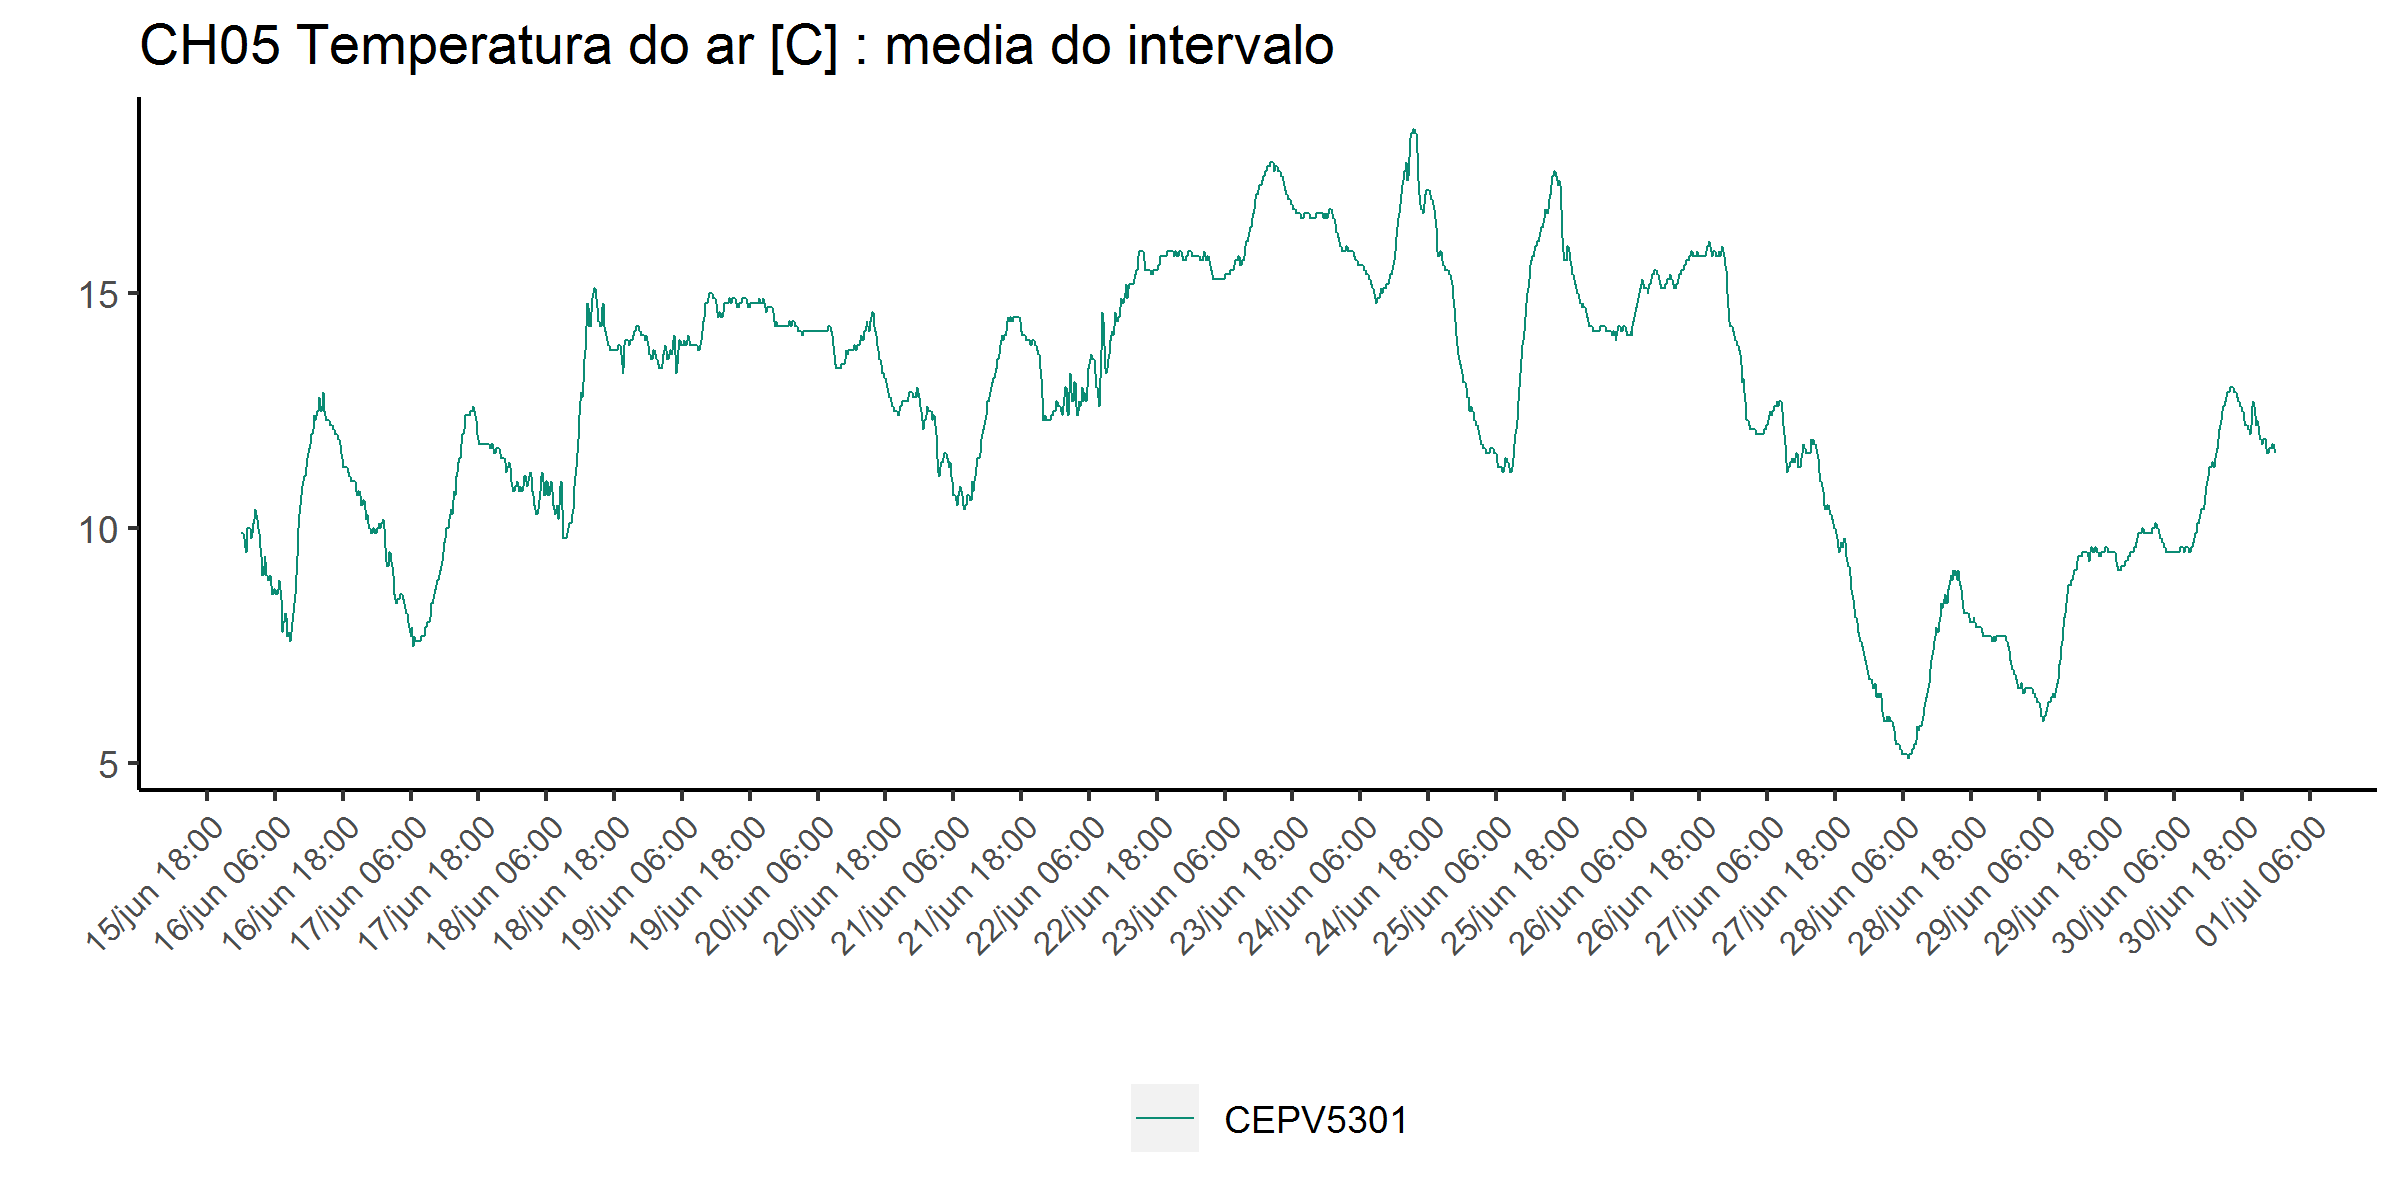 CH05 Temperatura do ar [C] : media do intervalo
15
10
5
15/jun 18:00
16/jun 06:00
16/jun 18:00
17/jun 06:00
17/jun 18:00
18/jun 06:00
18/jun 18:00
19/jun 06:00
19/jun 18:00
20/jun 06:00
20/jun 18:00
21/jun 06:00
21/jun 18:00
22/jun 06:00
22/jun 18:00
23/jun 06:00
23/jun 18:00
24/jun 06:00
24/jun 18:00
25/jun 06:00
25/jun 18:00
26/jun 06:00
26/jun 18:00
27/jun 06:00
27/jun 18:00
28/jun 06:00
28/jun 18:00
29/jun 06:00
29/jun 18:00
30/jun 06:00
30/jun 18:00
01/jul 06:00
CEPV5301